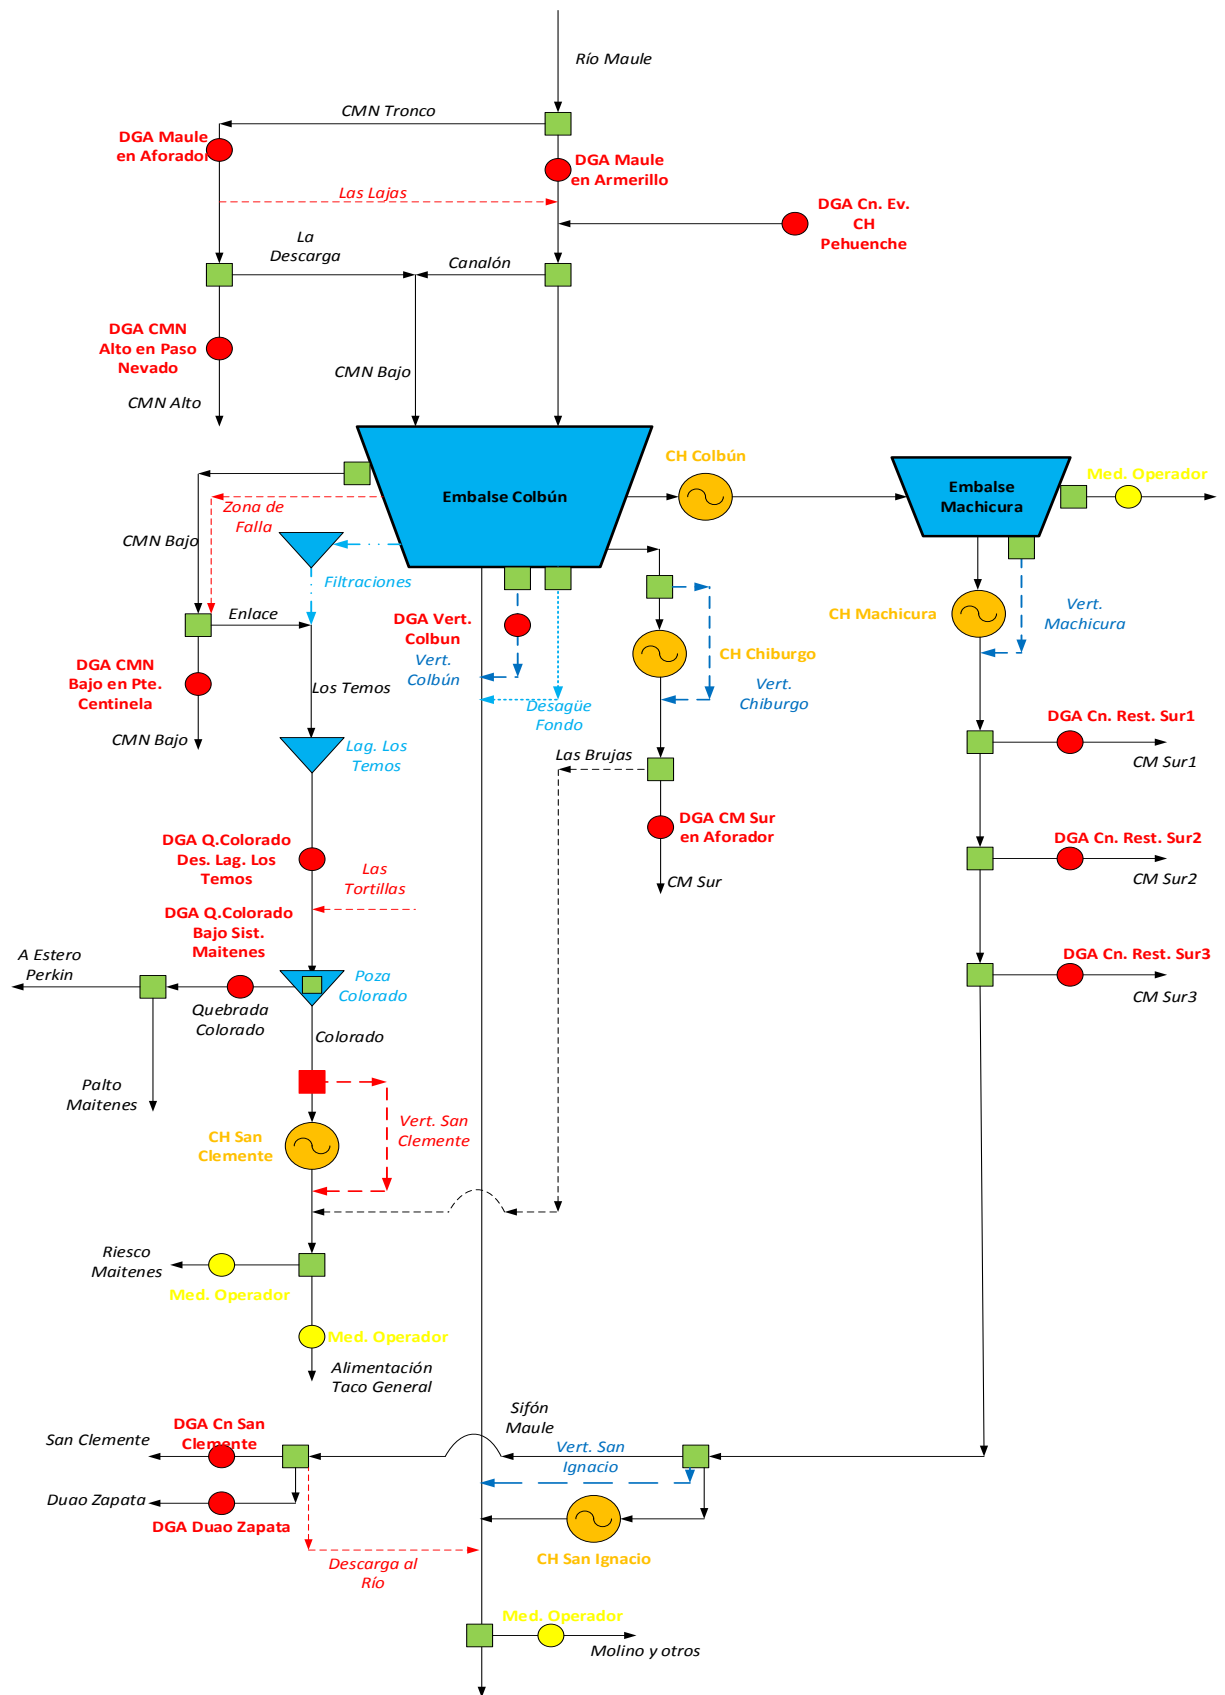 Río Maule
CMN Tronco
DGA Maule
en Aforador
DGA Maule
en Armerillo
Las Lajas
DGA Cn. Ev.
CH
Pehuenche
La
Descarga
Canalón
DGA CMN
Alto en Paso
Nevado
CMN Bajo
CMN Alto
CH Colbún
Embalse Colbún
Embalse
Machicura
Med. Operador
Zona de
Falla
CMN Bajo
Filtraciones
Enlace
DGA Vert.
Colbun
Vert.
Colbún
CH Machicura
Vert.
Machicura
CH Chiburgo
Vert.
Chiburgo
DGA CMN
Bajo en Pte.
Centinela
Los Temos
Desagüe
Fondo
CMN Bajo
Lag. Los
Temos
Las Brujas
DGA Cn. Rest. Sur1
CM Sur1
DGA CM Sur
en Aforador
DGA Q.Colorado
Des. Lag. Los
Temos
Las
Tortillas
CM Sur
DGA Cn. Rest. Sur2
CM Sur2
DGA Q.Colorado
Bajo Sist.
Maitenes
A Estero
Perkin
Poza
Colorado
DGA Cn. Rest. Sur3
CM Sur3
Quebrada
Colorado
Colorado
Palto
Maitenes
Vert. San
Clemente
CH San
Clemente
Riesco
Maitenes
Med. Operador
Med. Operador
Alimentación
Taco General
Sifón
Maule
DGA Cn San
Clemente
San Clemente
Vert. San
Ignacio
Duao Zapata
DGA Duao Zapata
CH San Ignacio
Descarga al
Río
Med. Operador
Molino y otros